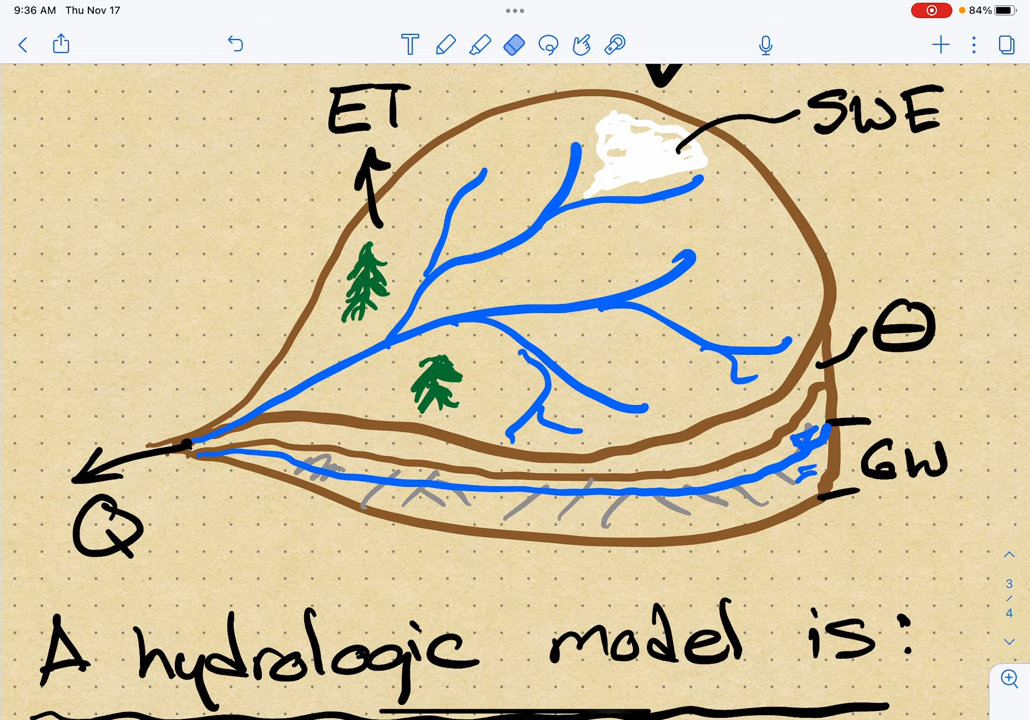 9:36 AM Thu Nov 17
84%
T
ET
SWE
Θ
GW
Q
3
/
4
A hydrologic model is: